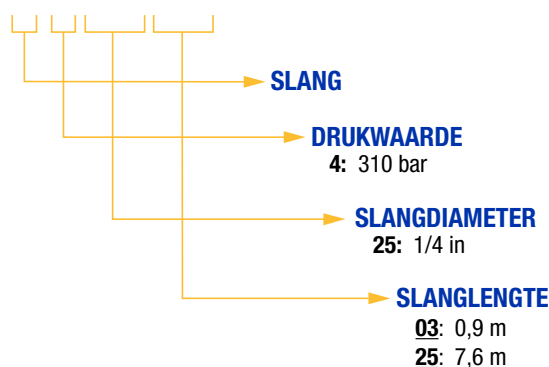 SLANG
DRUKWAARDE
4: 310 bar
SLANGDIAMETER
25: 1/4 in
SLANGLENGTE
03: 0,9 m
25: 7,6 m